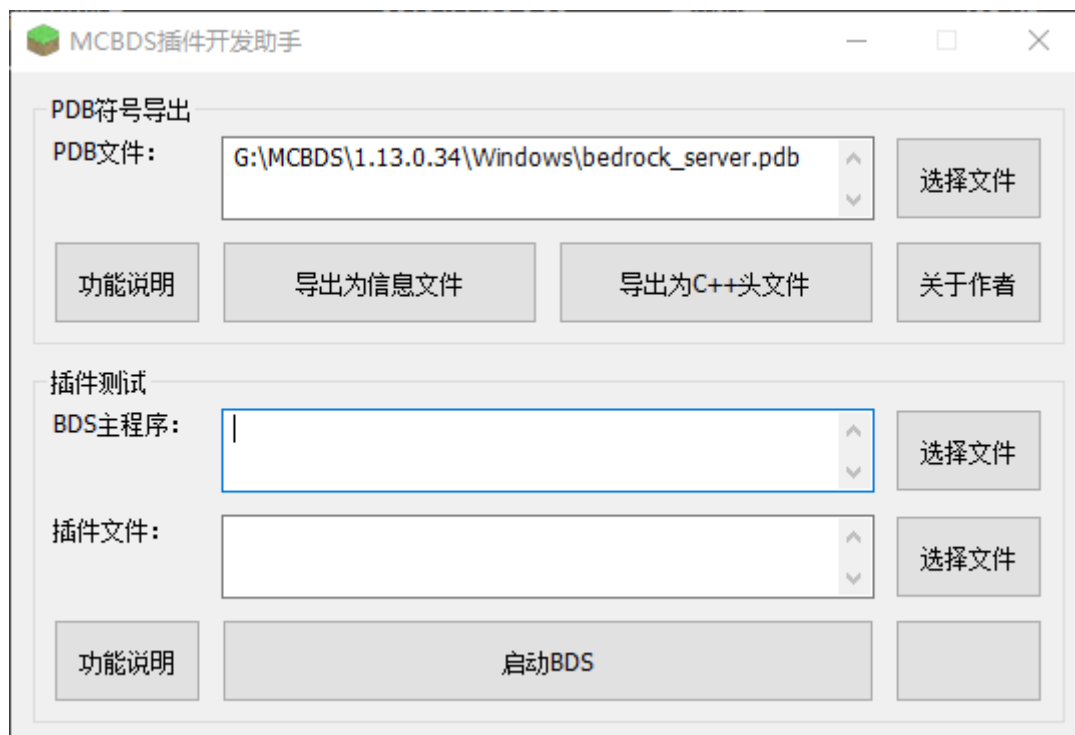 MCBDS插件开发助手
PDB符号导出
PDB文件：
G:\MCBDS\1.13.0.34\Windows\bedrock_server.pdb
选择文件
功能说明
导出为信息文件
导出为C++头文件
关于作者
插件测试
BDS主程序：
选择文件
插件文件：
选择文件
功能说明
启动BDS